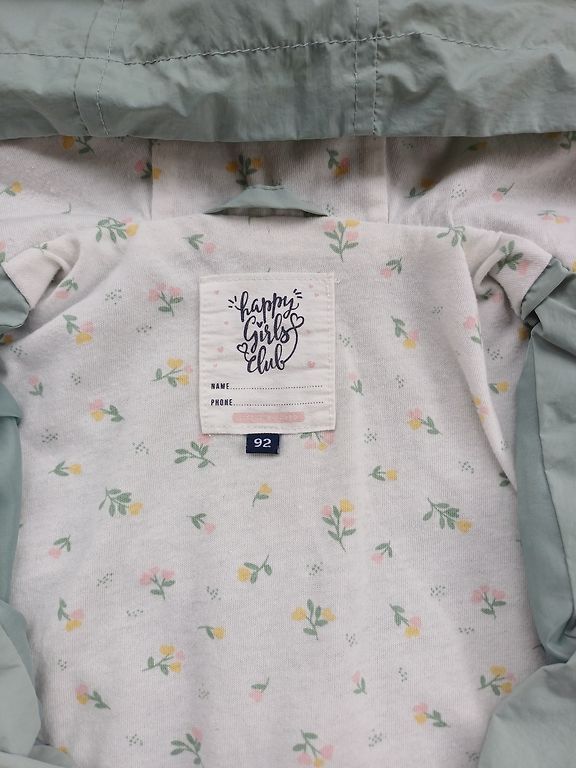 happy
Girls
club
NAME
PHONE
92